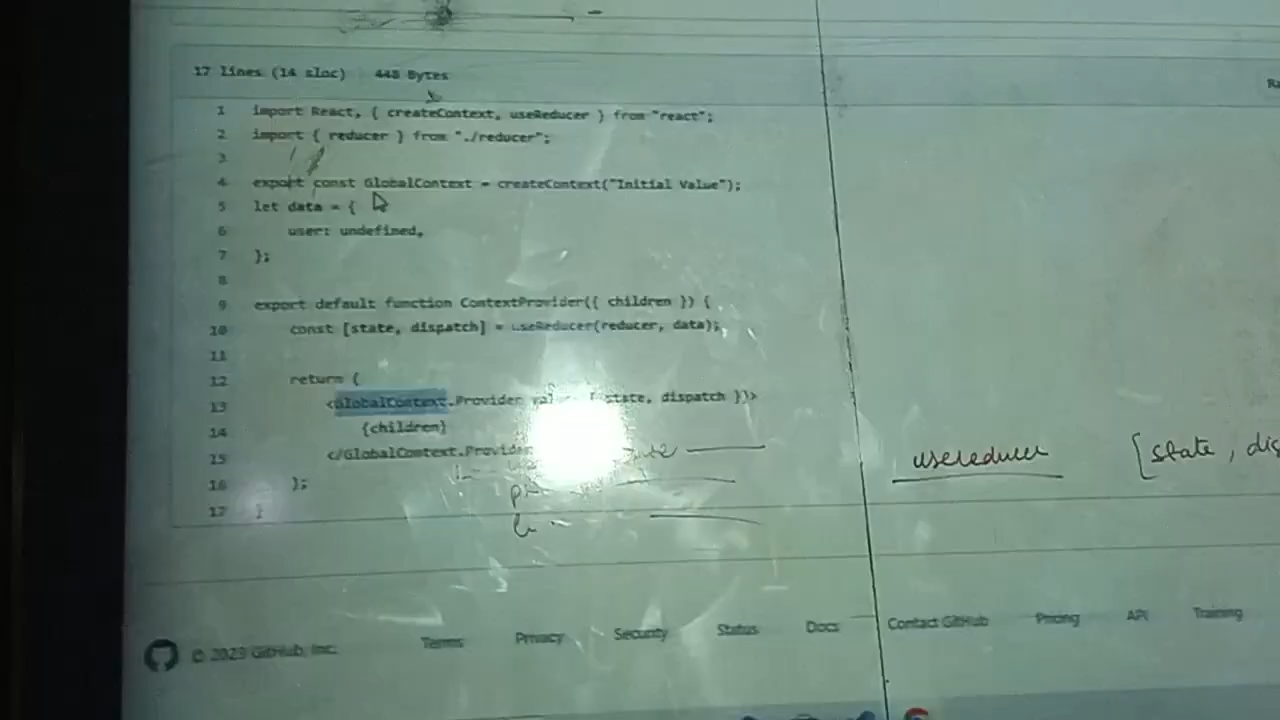 17 lines (14 sloc) 448 Bytes
1 import React, { createContext, useReducer } from "react";
2 import { reducer } from "./reducer";
3
4 export const GlobalContext = createContext("Initial Value");
5 let data = {
6 user: undefined,
7 };
8
9 export default function ContextProvider({ children }) {
10 const [state, dispatch] = useReducer(reducer, data);
11
12 return (
13 <GlobalContext.Provider state, dispatch }}>
14 {children}
15 </GlobalContext.Provider
16 );
17 }
usereducer [state, dis
© 2023 GitHub, Inc. Terms Privacy Security Status Docs Contact GitHub Pricing API Training